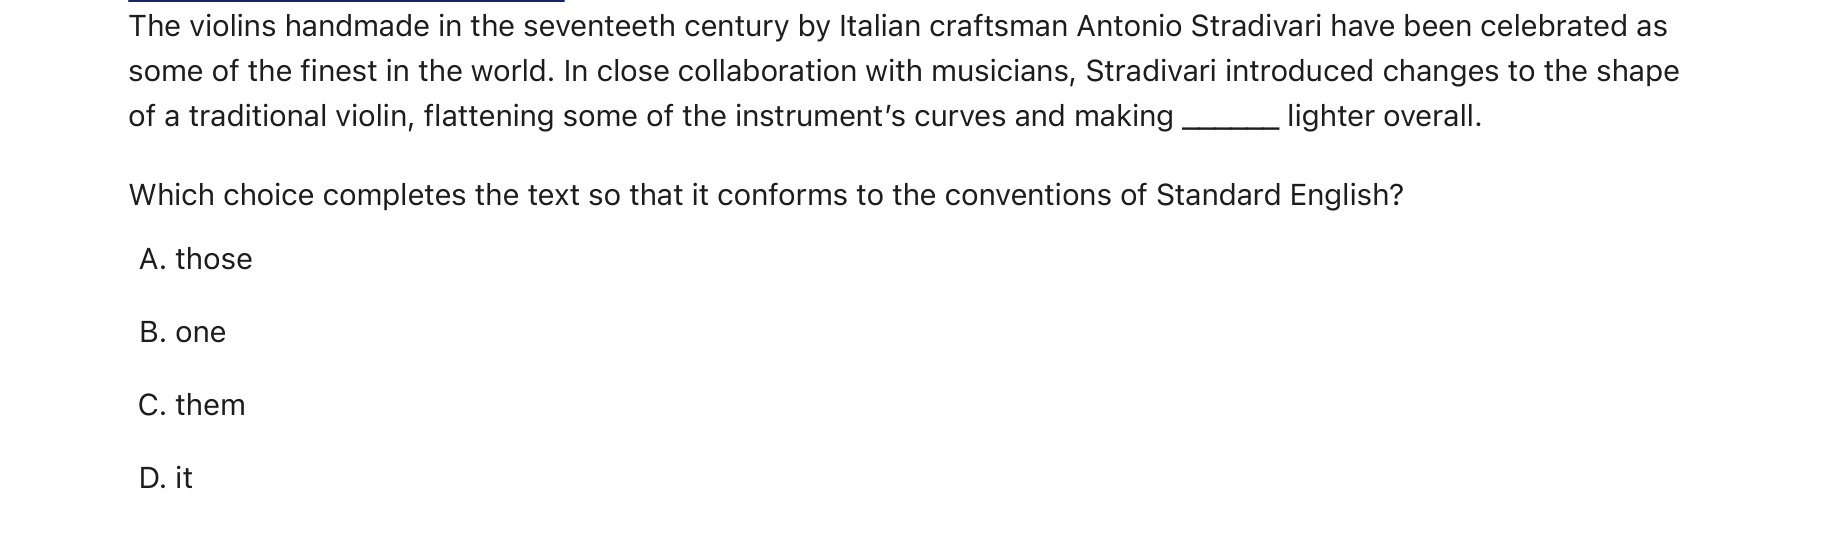 The violins handmade in the seventeeth century by Italian craftsman Antonio Stradivari have been celebrated as
some of the finest in the world. In close collaboration with musicians, Stradivari introduced changes to the shape
of a traditional violin, flattening some of the instrument’s curves and making ______ lighter overall.
Which choice completes the text so that it conforms to the conventions of Standard English?
A. those
B. one
C. them
D. it